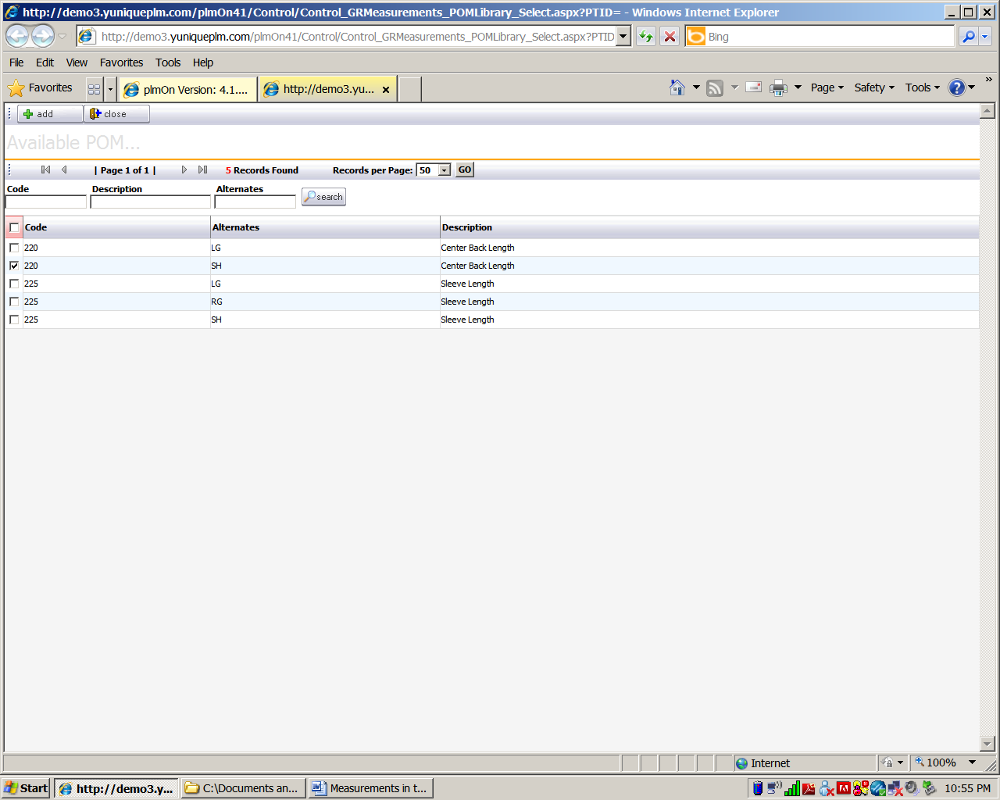 http://demo3.yuniqueplm.com/plmOn41/Control/Control_GRMeasurements_POMLibrary_Select.aspx?PTID= - Windows Internet Explorer
http://demo3.yuniqueplm.com/plmOn41/Control/Control_GRMeasurements_POMLibrary_Select.aspx?PTID Bing
File Edit View Favorites Tools Help
Favorites plmOn Version: 4.1.... http://demo3.yu... Page Safety Tools
add close
Available POM...
| Page 1 of 1 | 5 Records Found Records per Page: 50 GO
Code Description Alternates
search
Code Alternates Description
220 LG Center Back Length
220 SH Center Back Length
225 LG Sleeve Length
225 RG Sleeve Length
225 SH Sleeve Length
Internet 100%
Start http://demo3.y... C:\Documents an... Measurements in t... 10:55 PM